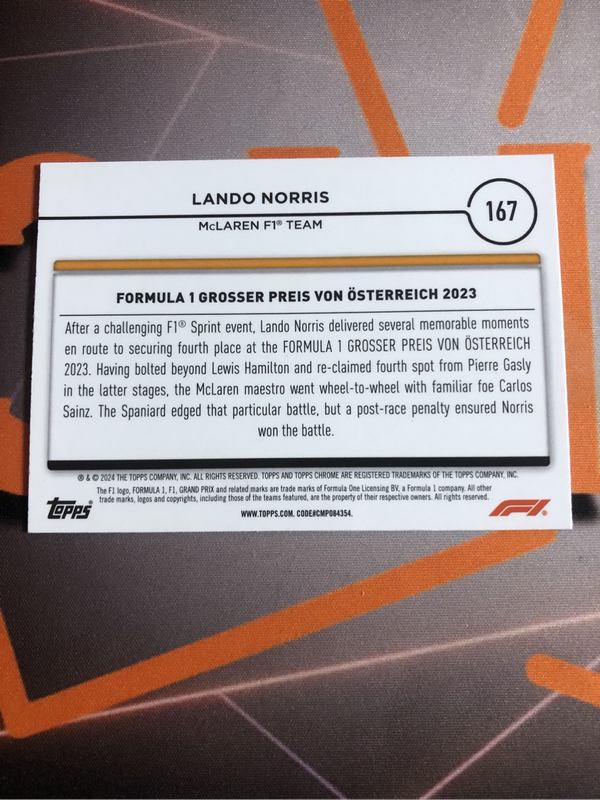 LANDO NORRIS
167
McLAREN F1® TEAM
FORMULA 1 GROSSER PREIS VON ÖSTERREICH 2023
After a challenging F1® Sprint event, Lando Norris delivered several memorable moments
en route to securing fourth place at the FORMULA 1 GROSSER PREIS VON ÖSTERREICH
2023. Having bolted beyond Lewis Hamilton and re-claimed fourth spot from Pierre Gasly
in the latter stages, the McLaren maestro went wheel-to-wheel with familiar foe Carlos
Sainz. The Spaniard edged that particular battle, but a post-race penalty ensured Norris
won the battle.
® & © 2024 THE TOPPS COMPANY, INC. ALL RIGHTS RESERVED. TOPPS AND TOPPS CHROME ARE REGISTERED TRADEMARKS OF THE TOPPS COMPANY, INC.
The F1 logo, FORMULA 1, F1, GRAND PRIX and related marks are trade marks of Formula One Licensing BV, a Formula 1 company. All other
trade marks, logos and copyrights, including those of the teams featured, are the property of their respective owners. All rights reserved.
Topps®
WWW.TOPPS.COM. CODE#CMP084354.
F1®